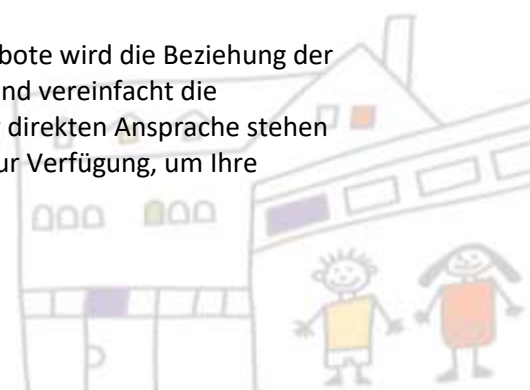 bote wird die Beziehung der
nd vereinfacht die
direkten Ansprache stehen
ur Verfügung, um Ihre